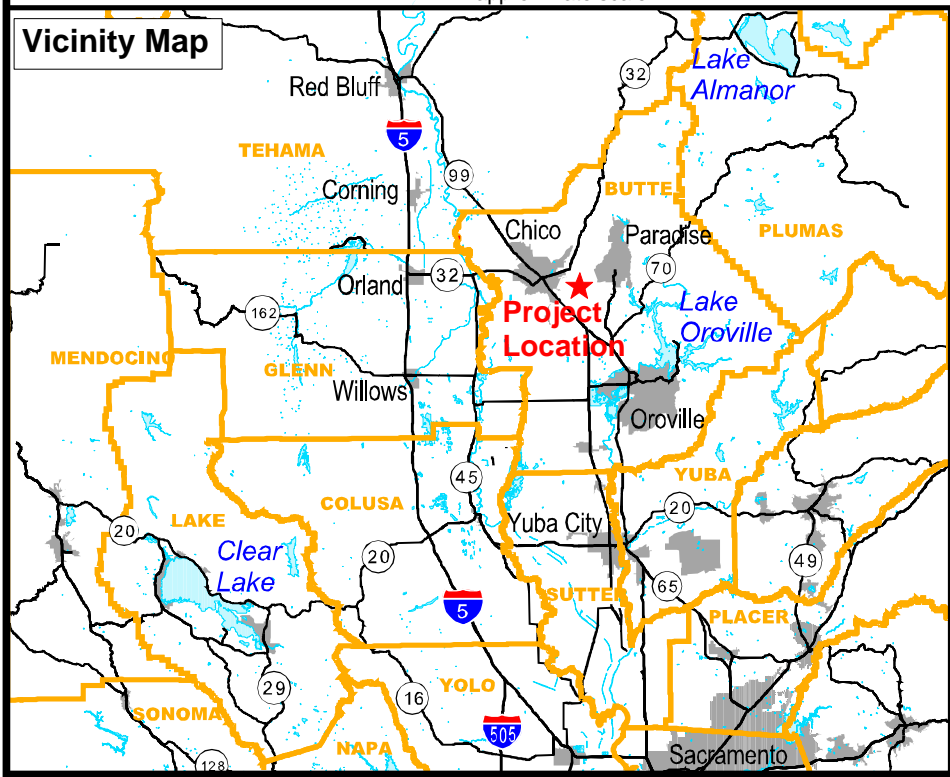 Vicinity Map
Red Bluff
32
Lake
Almanor
5
TEHAMA
99
Corning
BUTTE
Chico
Paradise
PLUMAS
Orland
32
70
162
Project
Location
Lake
Oroville
MENDOCINO
GLENN
Willows
Oroville
45
YUBA
COLUSA
20
LAKE
20
Yuba City
20
Clear
Lake
49
65
5
SUTTER
PLACER
29
16
YOLO
SONOMA
505
NAPA
128
Sacramento